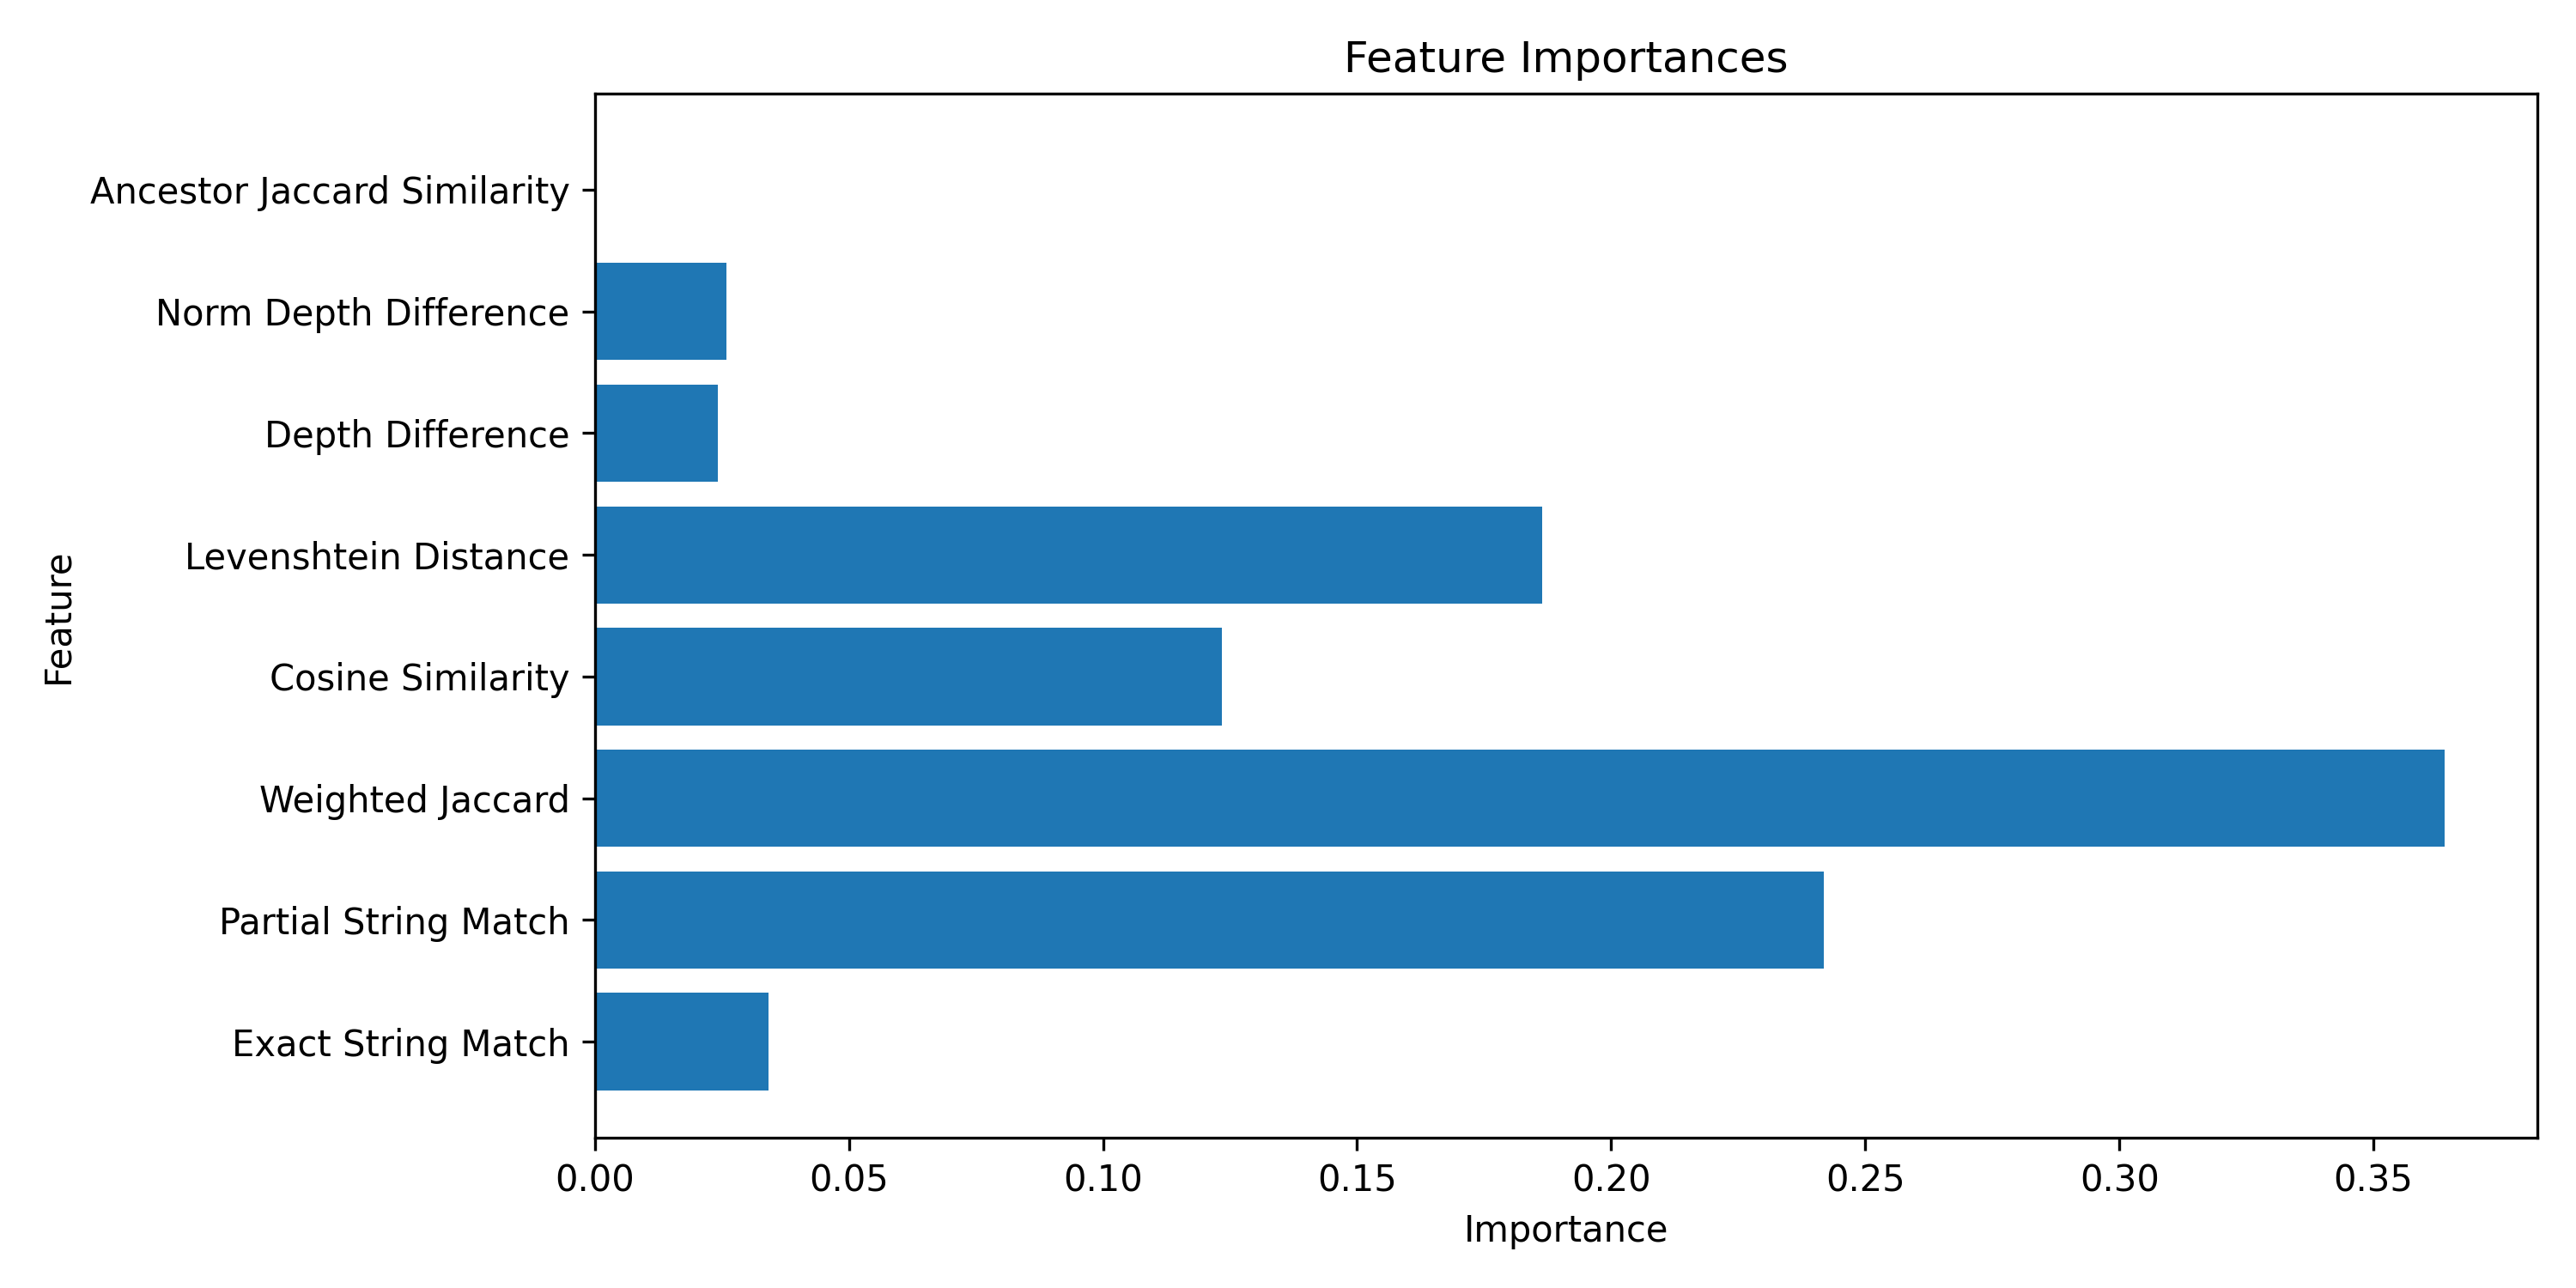 Feature Importances
Ancestor Jaccard Similarity
Norm Depth Difference
Depth Difference
Levenshtein Distance
Cosine Similarity
Weighted Jaccard
Partial String Match
Exact String Match
Feature
0.00 0.05 0.10 0.15 0.20 0.25 0.30 0.35
Importance